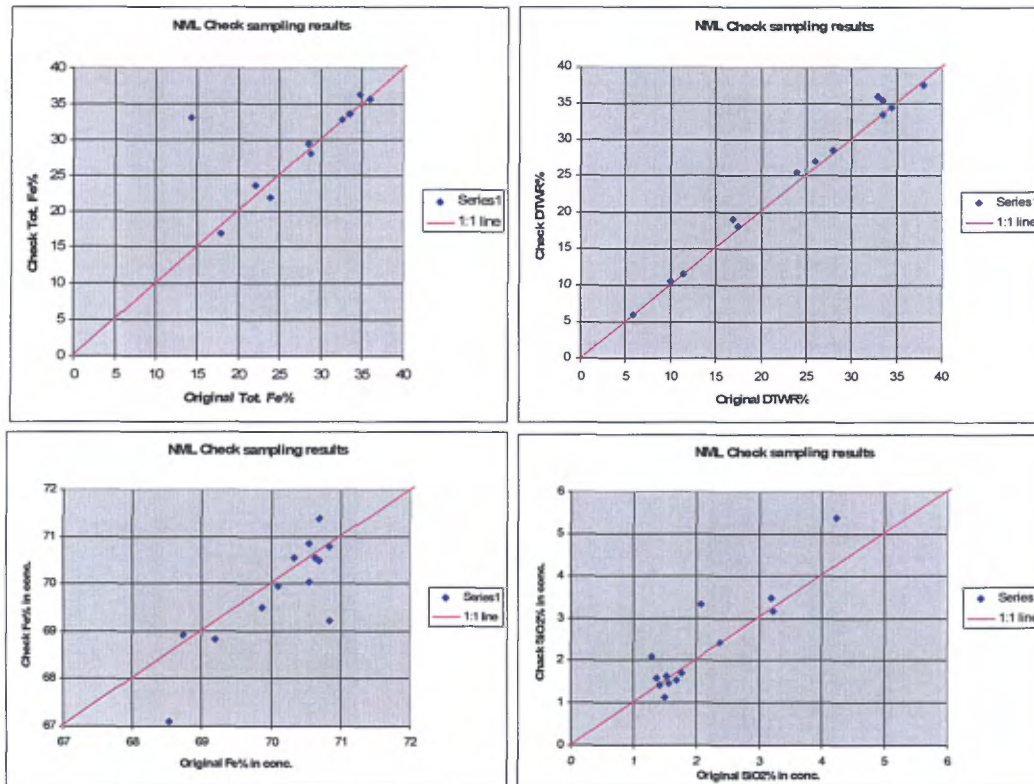 NML Check sampling results
40
35
30
25
20
15
10
5
0
0 5 10 15 20 25 30 35 40
Check Tot. Fe%
Original Tot. Fe%
Series1
1:1 line
NML Check sampling results
40
35
30
25
20
15
10
5
0
0 5 10 15 20 25 30 35 40
Check DTWR%
Original DTWR%
Series1
1:1 line
NML Check sampling results
72
71
70
69
68
67
67 68 69 70 71 72
Check Fe% in conc.
Original Fe% in conc.
Series1
1:1 line
NML Check sampling results
6
5
4
3
2
1
0
0 1 2 3 4 5 6
Check SiO2% in conc.
Original SiO2% in conc.
Series
1:1 line